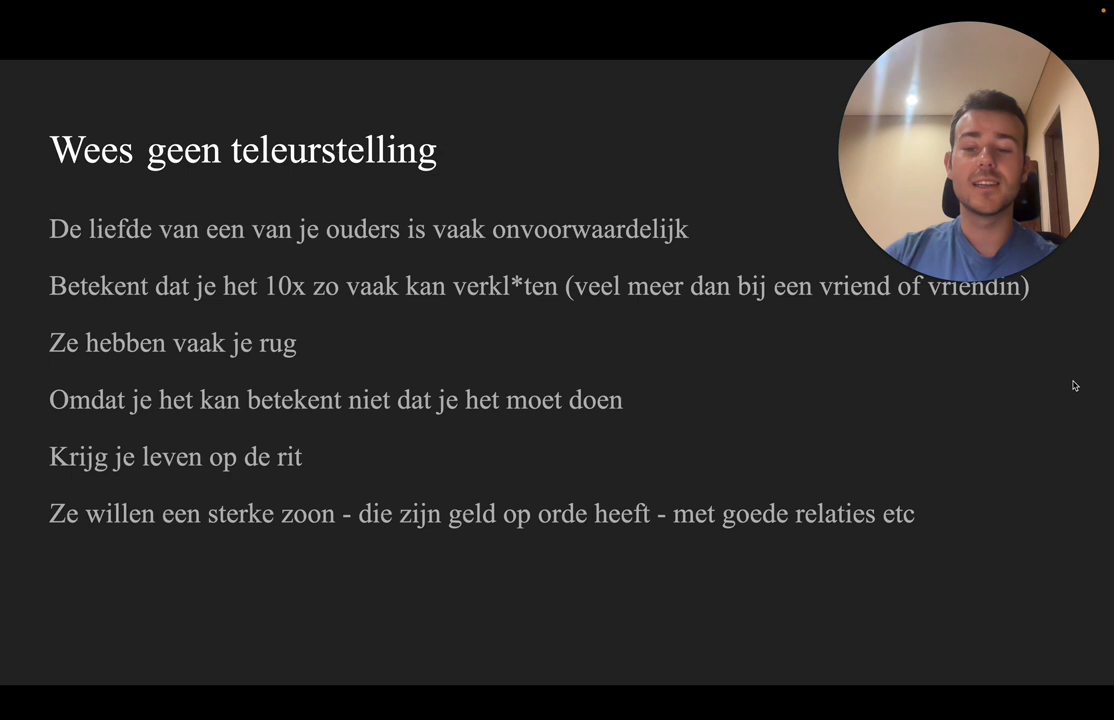 Wees geen teleurstelling
De liefde van een van je ouders is vaak onvoorwaardelijk
Betekent dat je het 10x zo vaak kan verkl*ten (veel meer dan bij een vriend of vriendin)
Ze hebben vaak je rug
Omdat je het kan betekent niet dat je het moet doen
Krijg je leven op de rit
Ze willen een sterke zoon - die zijn geld op orde heeft - met goede relaties etc